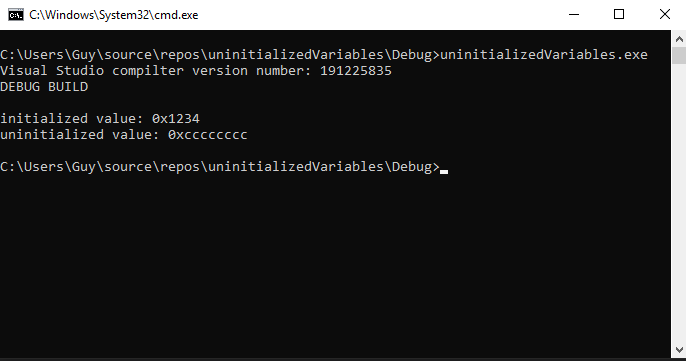 C:\Windows\System32\cmd.exe
C:\Users\Guy\source\repos\uninitializedVariables\Debug>uninitializedVariables.exe
Visual Studio compilter version number: 191225835
DEBUG BUILD
initialized value: 0x1234
uninitialized value: 0xcccccccc
C:\Users\Guy\source\repos\uninitializedVariables\Debug>